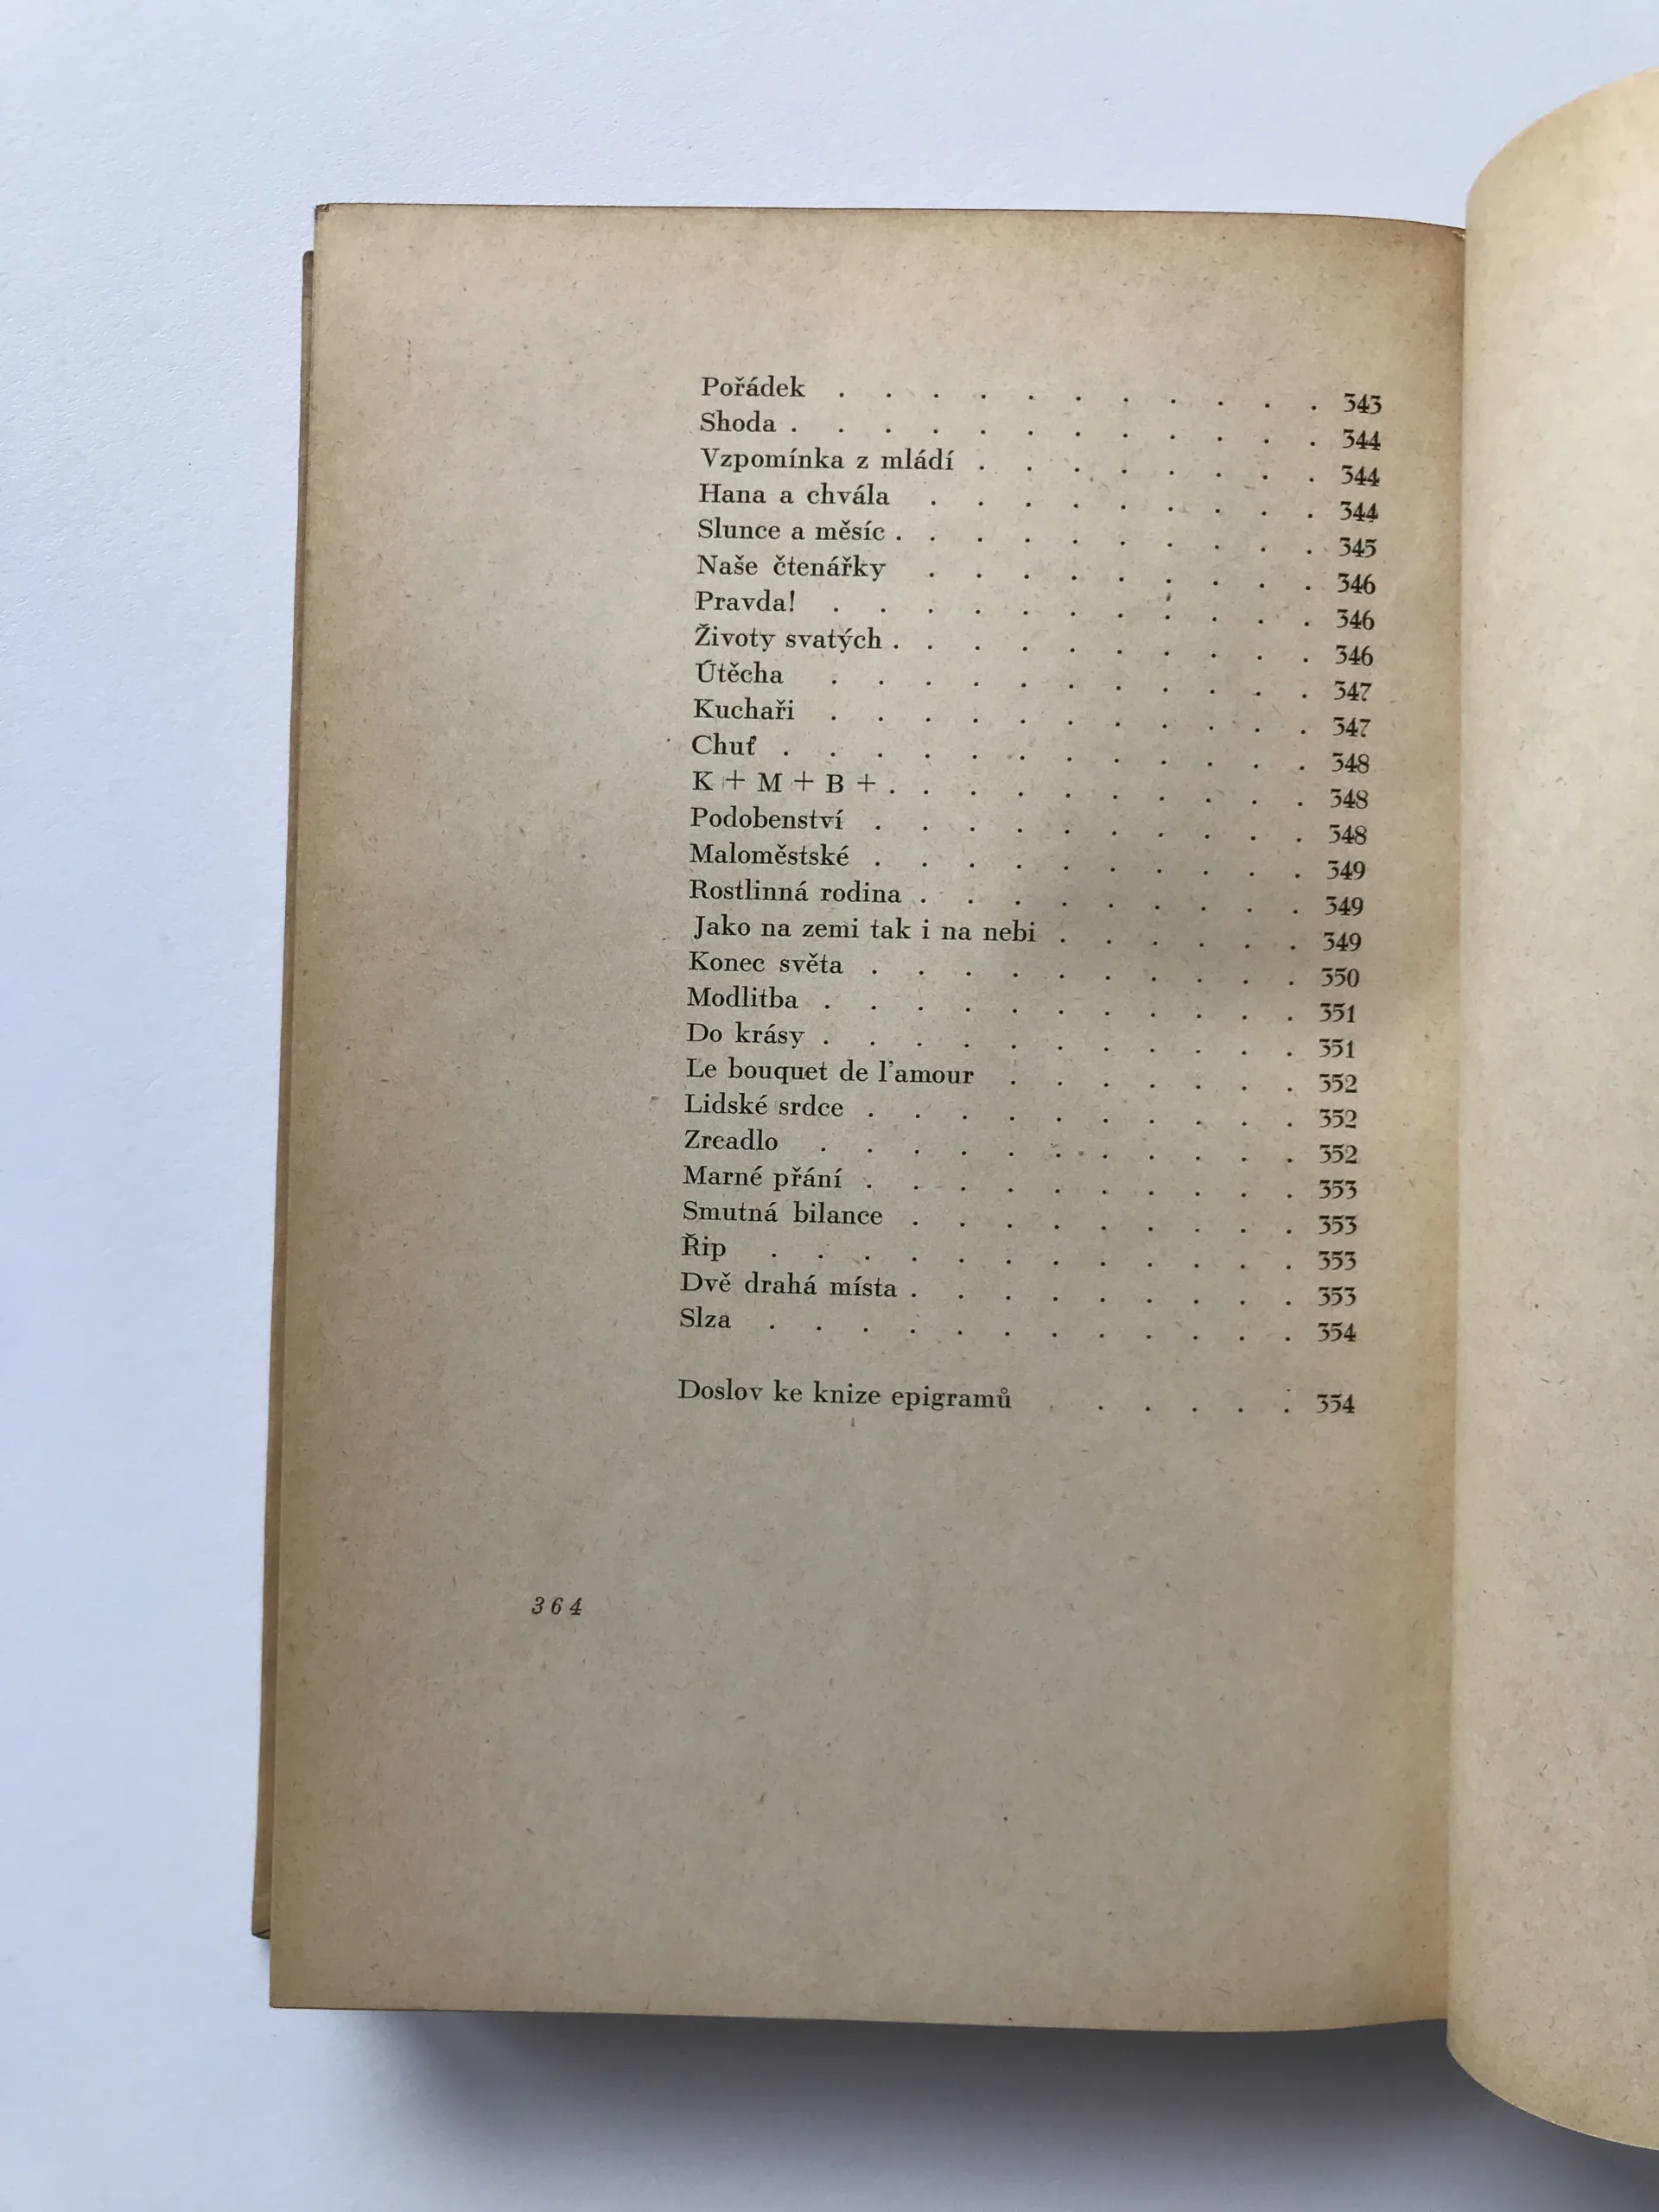 Pořádek . . . . . . . . . . . 343
Shoda . . . . . . . . . . . . 344
Vzpomínka z mládí . . . . . . . . 344
Hana a chvála . . . . . . . . . 344
Slunce a měsíc . . . . . . . . . . 345
Naše čtenářky . . . . . . . . . 346
Pravda! . . . . . . . . . . . 346
Životy svatých . . . . . . . . . . 346
Útěcha . . . . . . . . . . . 347
Kuchaři . . . . . . . . . . . 347
Chuť . . . . . . . . . . . . 348
K + M + B + . . . . . . . . . . 348
Podobenství . . . . . . . . . . 348
Maloměstské . . . . . . . . . . 349
Rostlinná rodina . . . . . . . . . 349
Jako na zemi tak i na nebi . . . . . . 349
Konec světa . . . . . . . . . . 350
Modlitba . . . . . . . . . . . 351
Do krásy . . . . . . . . . . . 351
Le bouquet de l'amour . . . . . . . 352
Lidské srdce . . . . . . . . . . 352
Zrcadlo . . . . . . . . . . . 352
Marné přání . . . . . . . . . . 353
Smutná bilance . . . . . . . . . 353
Řip . . . . . . . . . . . . 353
Dvě drahá místa . . . . . . . . . 353
Slza . . . . . . . . . . . . 354
Doslov ke knize epigramů . . . . . . 354
364